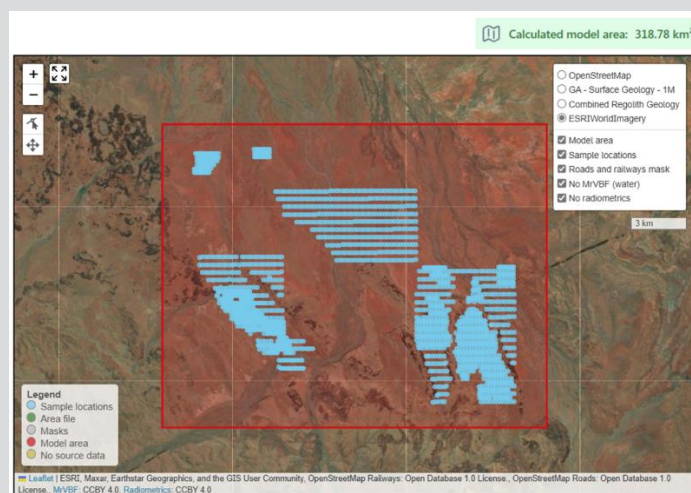 Calculated model area: 318.78 km²
+
−
OpenStreetMap
GA - Surface Geology - 1M
Combined Regolith Geology
ESRIWorldImagery
Model area
Sample locations
Roads and railways mask
No MrVBF (water)
No radiometrics
3 km
Legend
Sample locations
Area file
Masks
Model area
No source data
Leaflet | ESRI, Maxar, Earthstar Geographics, and the GIS User Community, OpenStreetMap Railways: Open Database 1.0 License., OpenStreetMap Roads: Open Database 1.0
License., MrVBF: CCBY 4.0, Radiometrics: CCBY 4.0